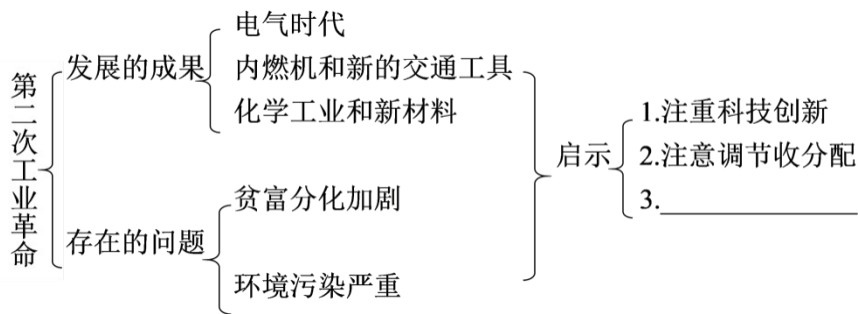 第二次工业革命
发展的成果
电气时代
内燃机和新的交通工具
化学工业和新材料
存在的问题
贫富分化加剧
环境污染严重
启示
1.注重科技创新
2.注意调节收分配
3.